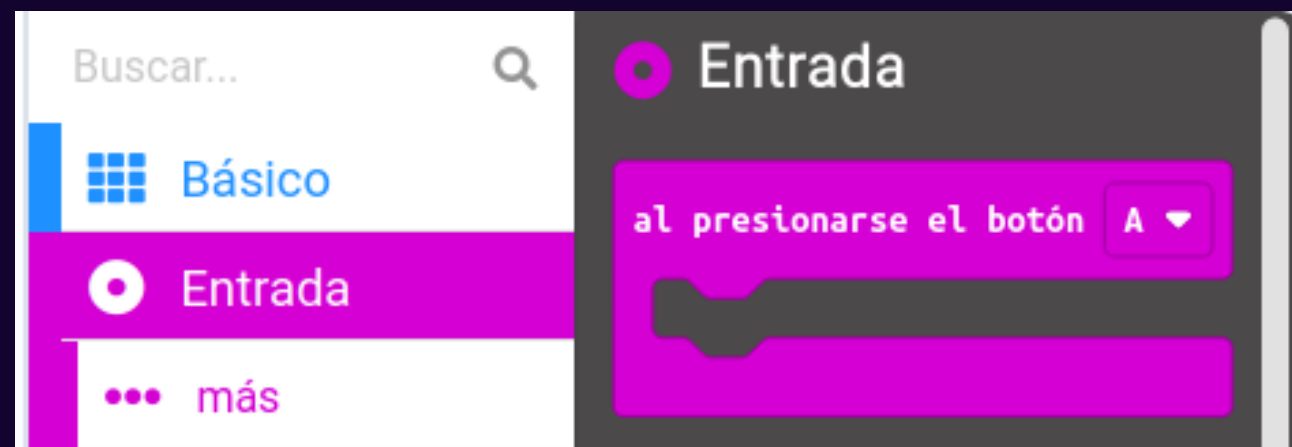 Buscar...
Básico
Entrada
más
Entrada
al presionarse el botón A